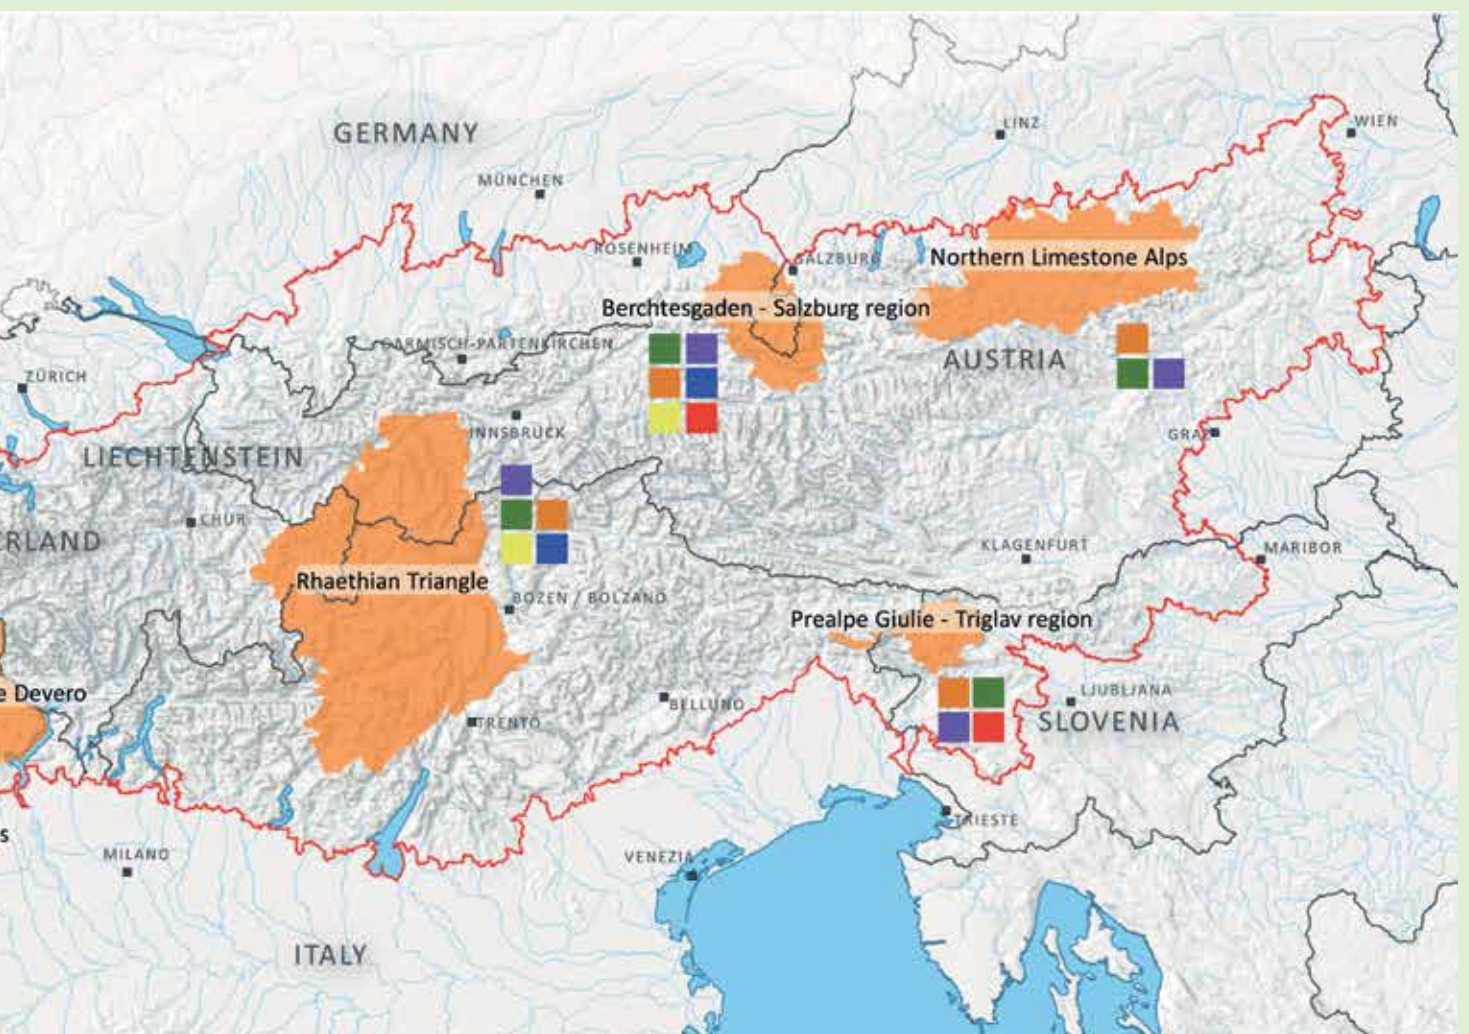 LINZ
WIEN
GERMANY
MÜNCHEN
ROSENHEIM
SALZBURG
Northern Limestone Alps
Berchtesgaden - Salzburg region
GARMISCH-PARTENKIRCHEN
AUSTRIA
ZÜRICH
INNSBRUCK
GRAZ
LIECHTENSTEIN
CHUR
ERLAND
KLAGENFURT
MARIBOR
Rhaethian Triangle
BOZEN / BOLZANO
Prealpe Giulie - Triglav region
e Devero
LJUBLJANA
BELLUNO
TRENTO
SLOVENIA
TRIESTE
s
MILANO
VENEZIA
ITALY